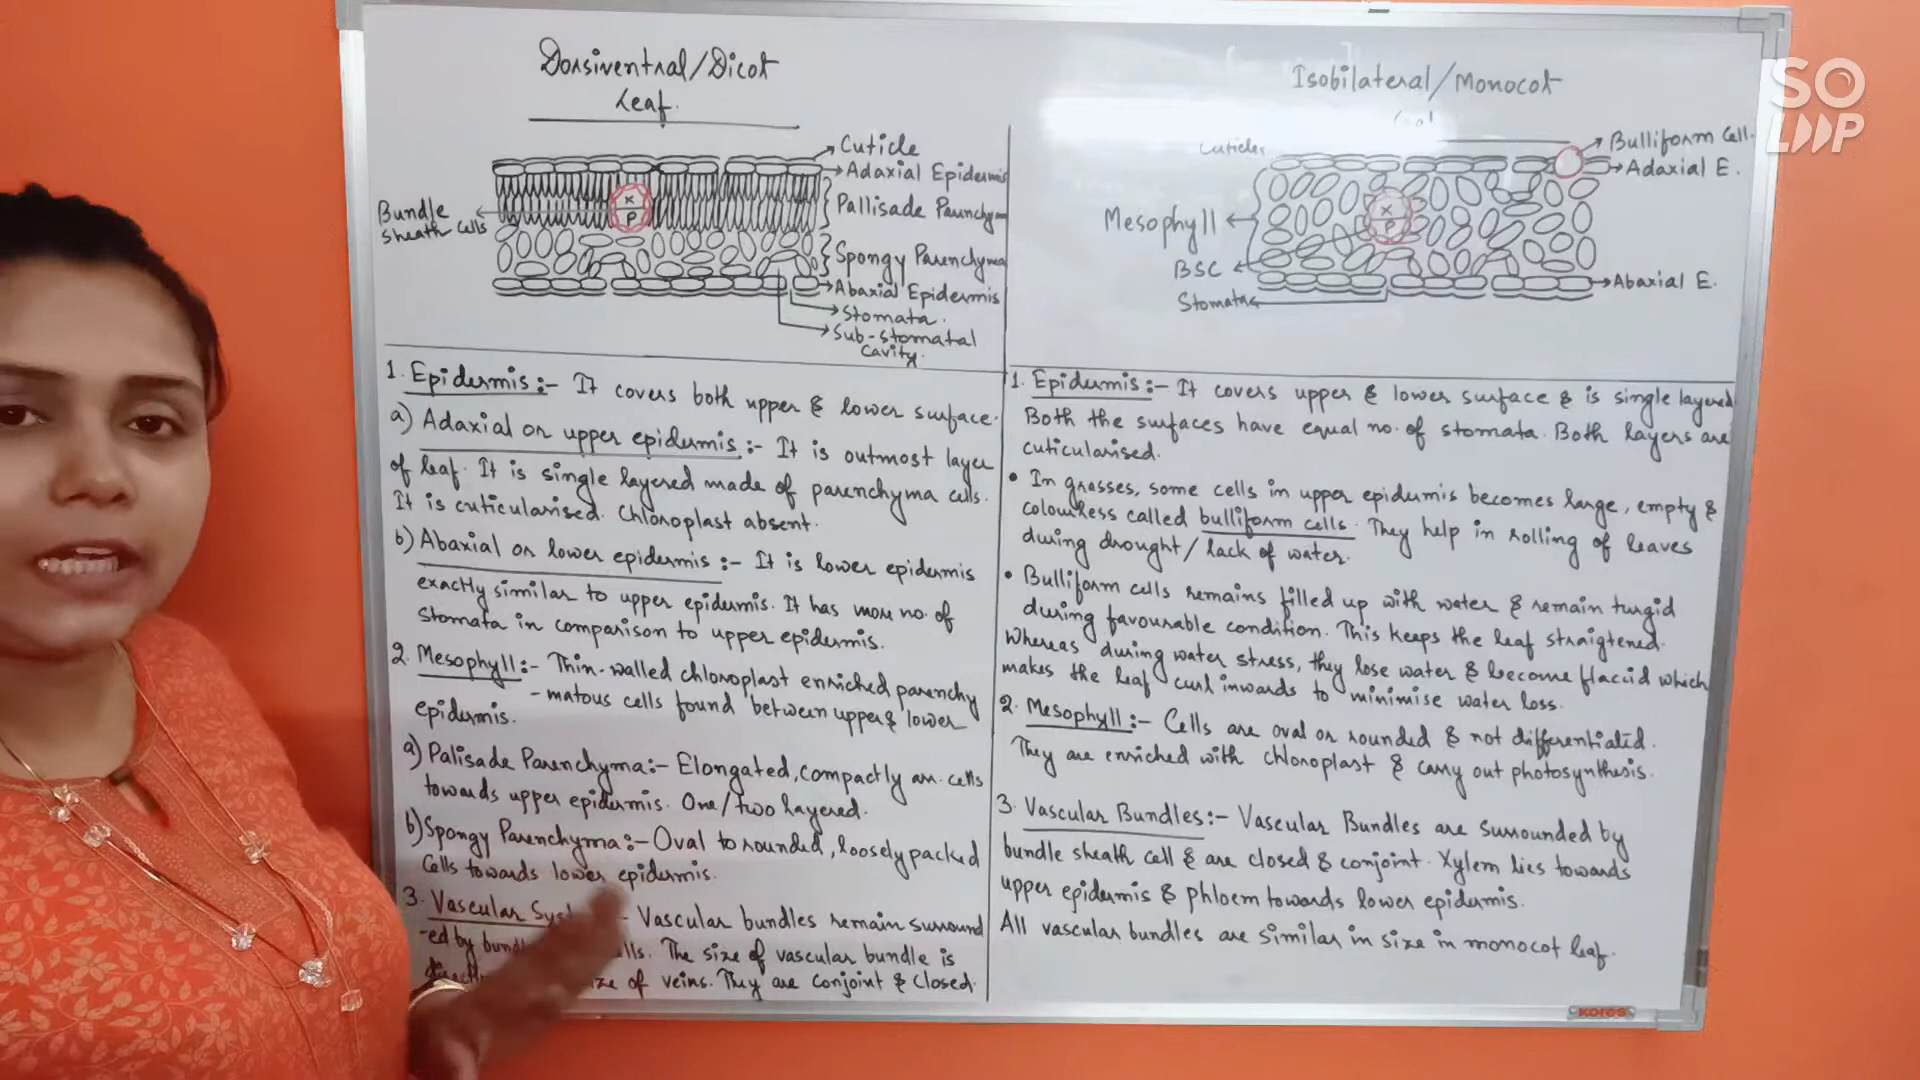 Dorsiventral/Dicot
Leaf.
Cuticle
Adaxial Epidermis
Pallisade Parnchyma
Spongy Parenchyma
Abaxial Epidermis
Stomata.
Sub-stomatal
Cavity.
Bundle
Sheath Cells
X
P
1. Epidermis:- It covers both upper & lower surface.
a) Adaxial or upper epidermis:- It is outmost layer
of leaf. It is single layered made of parenchyma cells.
It is cuticularised. Chloroplast absent.
b) Abaxial or lower epidermis:- It is lower epidermis
exactly similar to upper epidermis. It has more no. of
stomata in comparison to upper epidermis.
2. Mesophyll:- Thin-walled chloroplast enriched parenchy
-matous cells found between upper & lower
epidermis.
a) Palisade Parenchyma:- Elongated, compactly arr. cells
towards upper epidermis. One/two layered.
b) Spongy Parenchyma:- Oval to rounded, loosely packed
Cells towards lower epidermis.
3. Vascular Sys - Vascular bundles remain surround
-ed by bund lls. The size of vascular bundle is
ize of veins. They are conjoint & closed.
Isobilateral/Monocot
Cuticle
Bulliform Cell.
Adaxial E.
Mesophyll
X
P
BSC
Stomata
Abaxial E.
1. Epidermis:- It covers upper & lower surface & is single layered
Both the surfaces have equal no. of stomata. Both layers are
cuticularised.
• In grasses, some cells in upper epidermis becomes large, empty &
colourless called bulliform cells. They help in rolling of leaves
during drought/lack of water.
• Bulliform cells remains filled up with water & remain turgid
during favourable condition. This keeps the leaf straigtened.
Whereas during water stress, they lose water & become flaccid which
makes the leaf curl inwards to minimise water loss.
2. Mesophyll:- Cells are oval or rounded & not differentiated.
They are enriched with chloroplast & carry out photosynthesis.
3. Vascular Bundles:- Vascular Bundles are surrounded by
bundle sheath cell & are closed & conjoint. Xylem lies towards
upper epidermis & phloem towards lower epidermis.
All vascular bundles are similar in size in monocot leaf.
kores
SO
LOOP